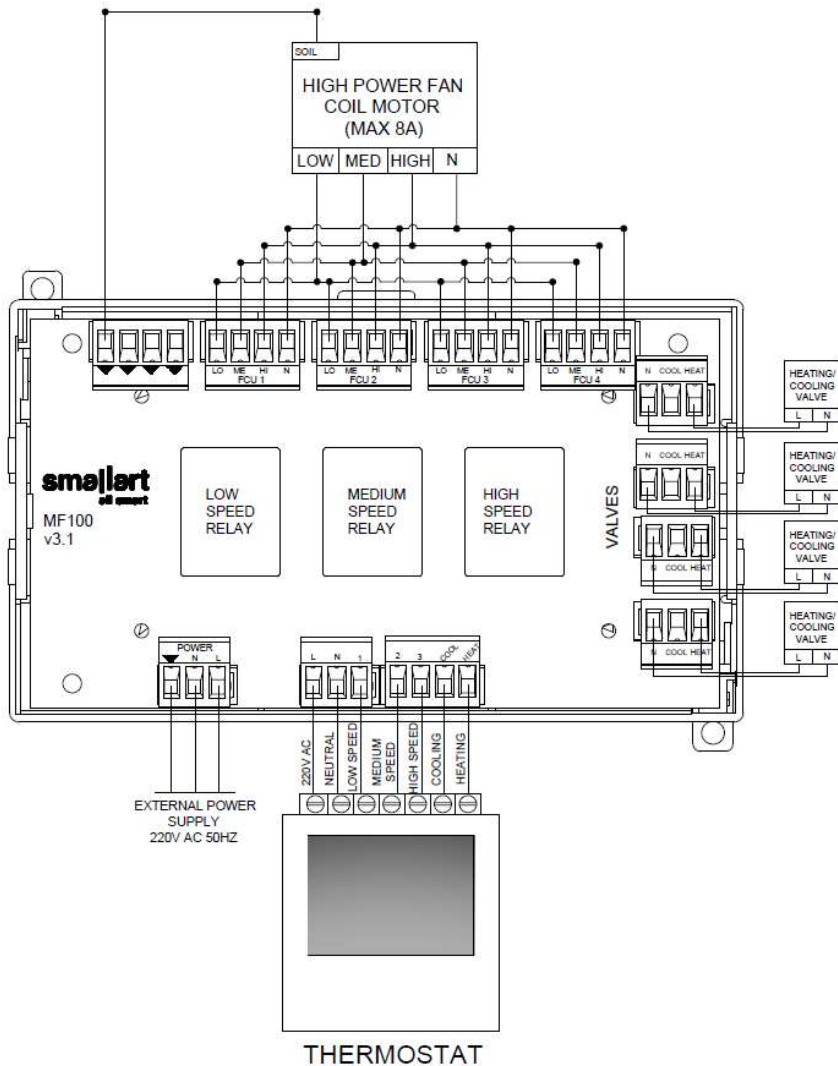 SOIL
HIGH POWER FAN
COIL MOTOR
(MAX 8A)
LOW MED HIGH N
LO ME HI N
FCU 1
LO ME HI N
FCU 2
LO ME HI N
FCU 3
LO ME HI N
FCU 4
N COOL HEAT
HEATING/
COOLING
VALVE
L N
N COOL HEAT
HEATING/
COOLING
VALVE
L N
N COOL HEAT
HEATING/
COOLING
VALVE
L N
N COOL HEAT
HEATING/
COOLING
VALVE
L N
VALVES
smallart
all smart
MF100
v3.1
LOW
SPEED
RELAY
MEDIUM
SPEED
RELAY
HIGH
SPEED
RELAY
POWER
N L
L N 1
2 3 COOL HEAT
220V AC
NEUTRAL
LOW SPEED
MEDIUM
SPEED
HIGH SPEED
COOLING
HEATING
EXTERNAL POWER
SUPPLY
220V AC 50HZ
THERMOSTAT